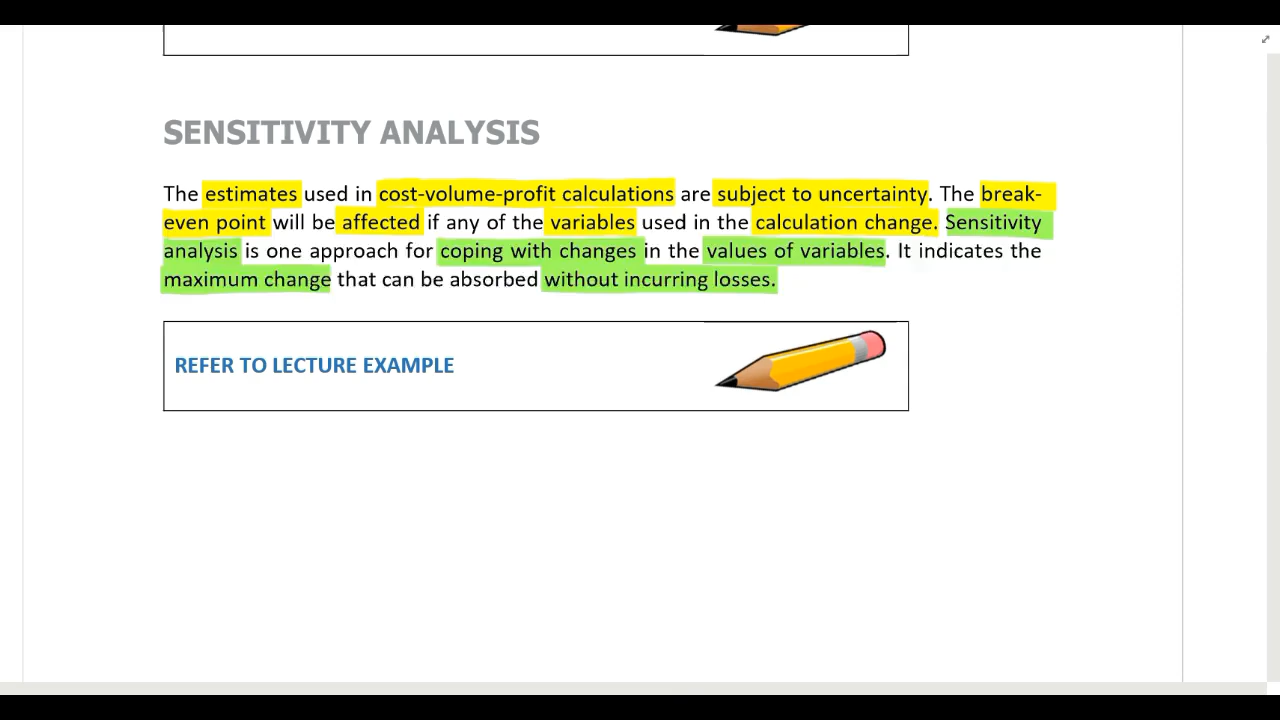 SENSITIVITY ANALYSIS
The estimates used in cost-volume-profit calculations are subject to uncertainty. The break-
even point will be affected if any of the variables used in the calculation change. Sensitivity
analysis is one approach for coping with changes in the values of variables. It indicates the
maximum change that can be absorbed without incurring losses.
REFER TO LECTURE EXAMPLE